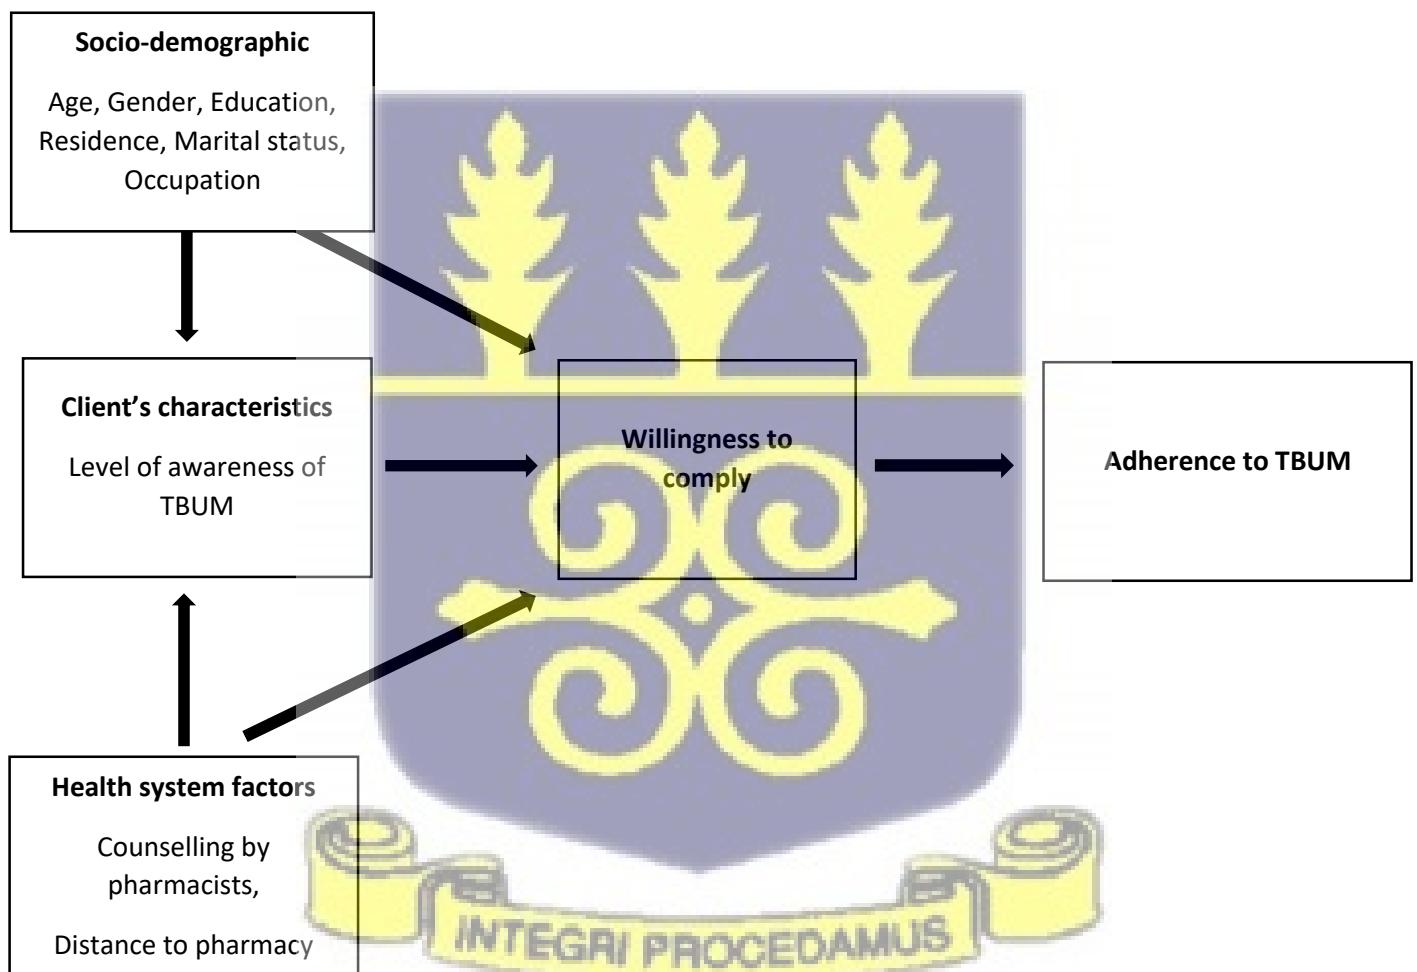 Socio-demographic
Age, Gender, Education,
Residence, Marital status,
Occupation
Client’s characteristics
Level of awareness of
TBUM
Willingness to
comply
Adherence to TBUM
Health system factors
Counselling by
pharmacists,
Distance to pharmacy
INTEGRI PROCEDAMUS